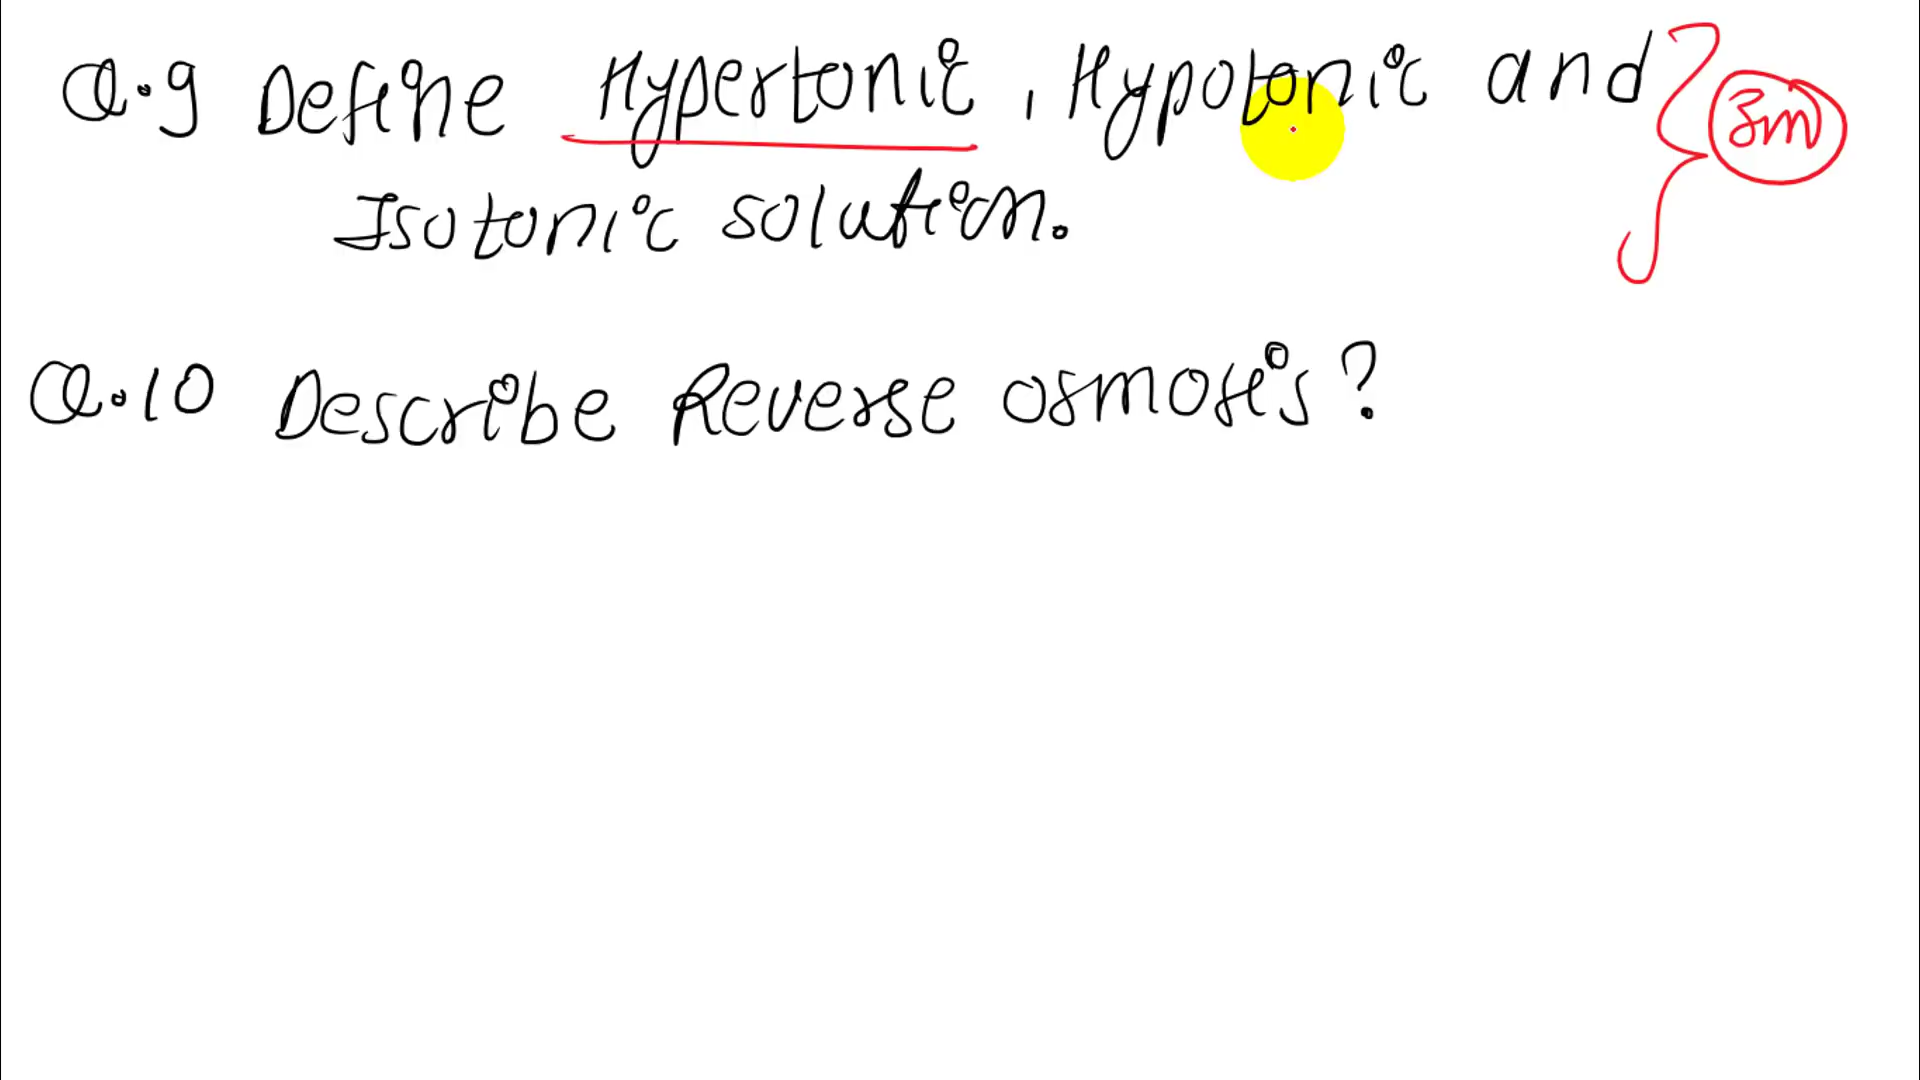 Q.9 Define Hypertonic, Hypotonic and
Isotonic solution.
3m
Q.10 Describe Reverse osmosis?